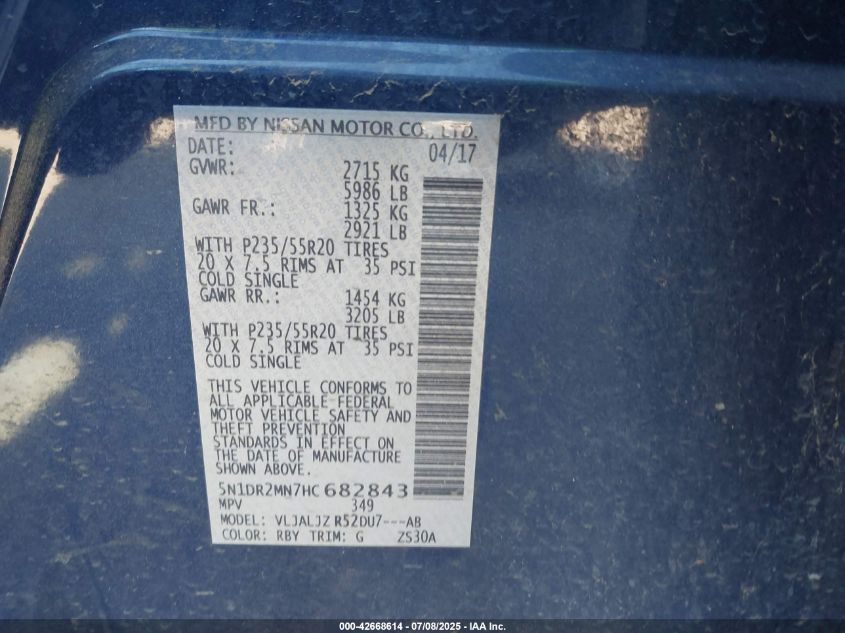 MFD BY NISSAN MOTOR CO., LTD.
DATE: 04/17
GVWR: 2715 KG
5986 LB
GAWR FR.: 1325 KG
2921 LB
WITH P235/55R20 TIRES
20 X 7.5 RIMS AT 35 PSI
COLD SINGLE
GAWR RR.: 1454 KG
3205 LB
WITH P235/55R20 TIRES
20 X 7.5 RIMS AT 35 PSI
COLD SINGLE
THIS VEHICLE CONFORMS TO
ALL APPLICABLE FEDERAL
MOTOR VEHICLE SAFETY AND
THEFT PREVENTION
STANDARDS IN EFFECT ON
THE DATE OF MANUFACTURE
SHOWN ABOVE.
5N1DR2MN7HC682843
MPV 349
MODEL: VLJALJZ R52DU7---AB
COLOR: RBY TRIM: G ZS30A
000-42668614 - 07/08/2025 - IAA Inc.